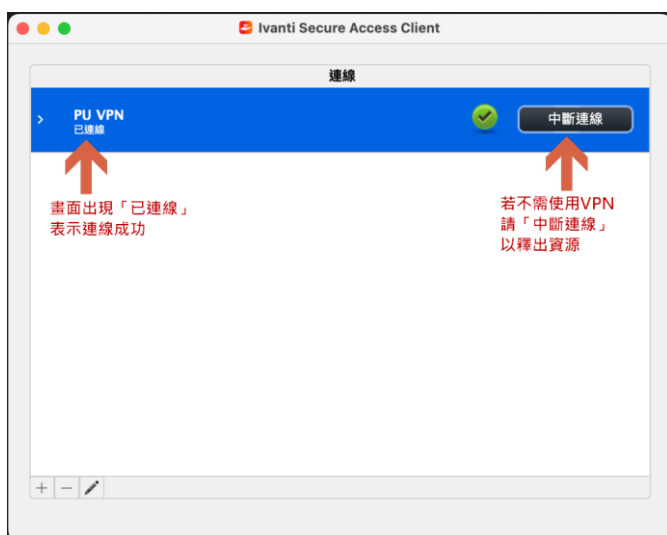 Ivanti Secure Access Client
連線
PU VPN
已連線
中斷連線
畫面出現「已連線」
表示連線成功
若不需使用VPN
請「中斷連線」
以釋出資源